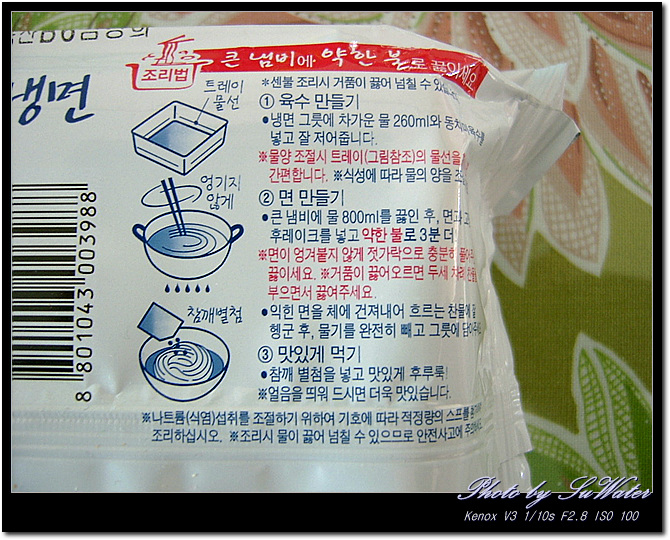 큰 냄비에 약한 불로 끓이세요
조리법
냉면
※센불 조리시 거품이 끓어 넘칠 수 있
트레이
물선
① 육수 만들기
●냉면 그릇에 차가운 물 260ml와 동치미
넣고 잘 저어줍니다.
※물양 조절시 트레이(그림참조)의 물선을
간편합니다. ※식성에 따라 물의 양을
엉기지
않게
② 면 만들기
●큰 냄비에 물 800ml를 끓인 후, 면과
후레이크를 넣고 약한 불로 3분 더
※면이 엉겨붙지 않게 젓가락으로 충분히
끓이세요. ※거품이 끓어오르면 두세 차례
부으면서 끓여주세요.
참깨별첨
●익힌 면을 체에 건져내어 흐르는 찬물에
헹군 후, 물기를 완전히 빼고 그릇에
③ 맛있게 먹기
●참깨 별첨을 넣고 맛있게 후루룩!
※얼음을 띄워 드시면 더욱 맛있습니다.
※나트륨(식염)섭취를 조절하기 위하여 기호에 따라 적정량의 스프를
조리하십시오. ※조리시 물이 끓어 넘칠 수 있으므로 안전사고에
8 801043 003988
Photo by SuWater
Kenox V3 1/10s F2.8 ISO 100